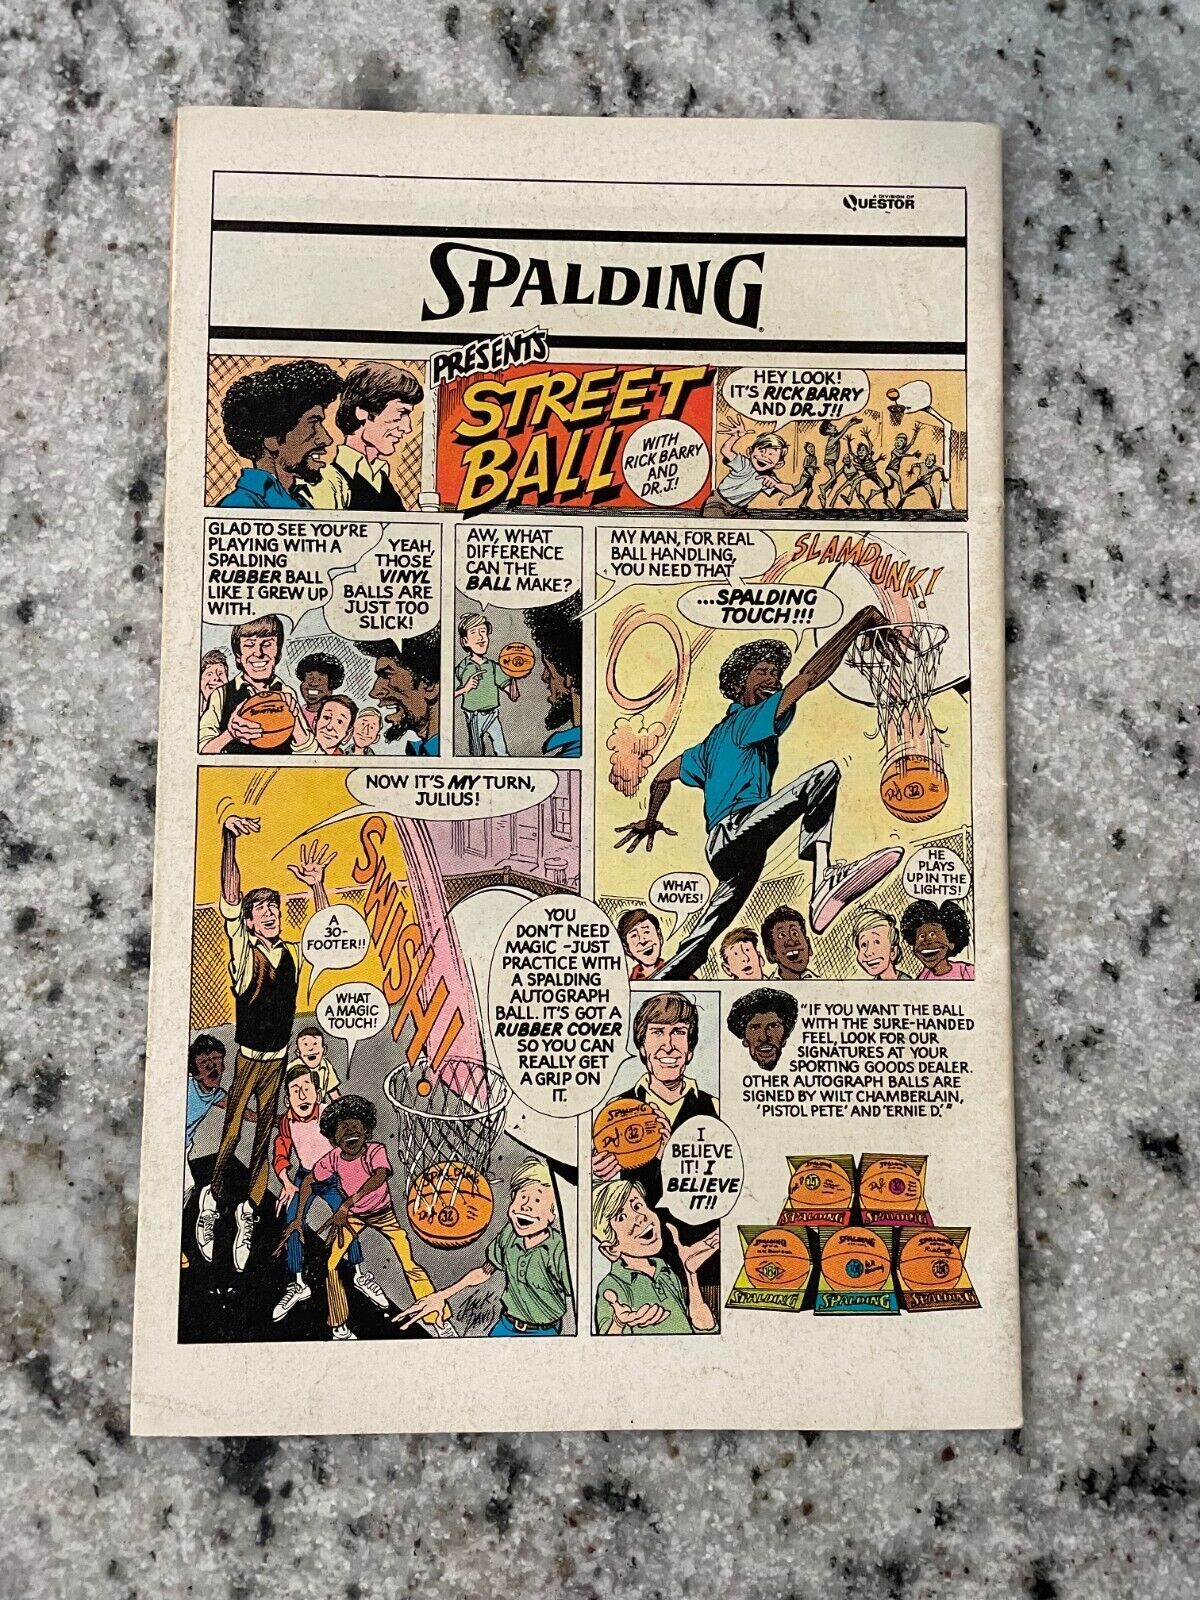 A DIVISION OF
QUESTOR
SPALDING
PRESENTS
STREET
BALL
WITH
RICK BARRY
AND
DR.J.!
HEY LOOK!
IT'S RICK BARRY
AND DR.J!!
GLAD TO SEE YOU'RE
PLAYING WITH A
SPALDING
RUBBER BALL
LIKE I GREW UP
WITH.
YEAH,
THOSE
VINYL
BALLS ARE
JUST TOO
SLICK!
AW, WHAT
DIFFERENCE
CAN THE
BALL MAKE?
MY MAN, FOR REAL
BALL HANDLING,
YOU NEED THAT
...SPALDING
TOUCH!!!
SLAMDUNK!
32
WHAT
MOVES!
HE
PLAYS
UP IN THE
LIGHTS!
NOW IT'S MY TURN,
JULIUS!
SWISH!
A
30-
FOOTER!!
WHAT
A MAGIC
TOUCH!
SPALDING
DrJ 32
YOU
DON'T NEED
MAGIC -JUST
PRACTICE WITH
A SPALDING
AUTOGRAPH
BALL. IT'S GOT A
RUBBER COVER
SO YOU CAN
REALLY GET
A GRIP ON
IT.
SPALDING
DrJ 32
I
BELIEVE
IT! I
BELIEVE
IT!!
"IF YOU WANT THE BALL
WITH THE SURE-HANDED
FEEL, LOOK FOR OUR
SIGNATURES AT YOUR
SPORTING GOODS DEALER.
OTHER AUTOGRAPH BALLS ARE
SIGNED BY WILT CHAMBERLAIN,
'PISTOL PETE' AND 'ERNIE D.'"
SPALDING
SPALDING
SPALDING
SPALDING
SPALDING